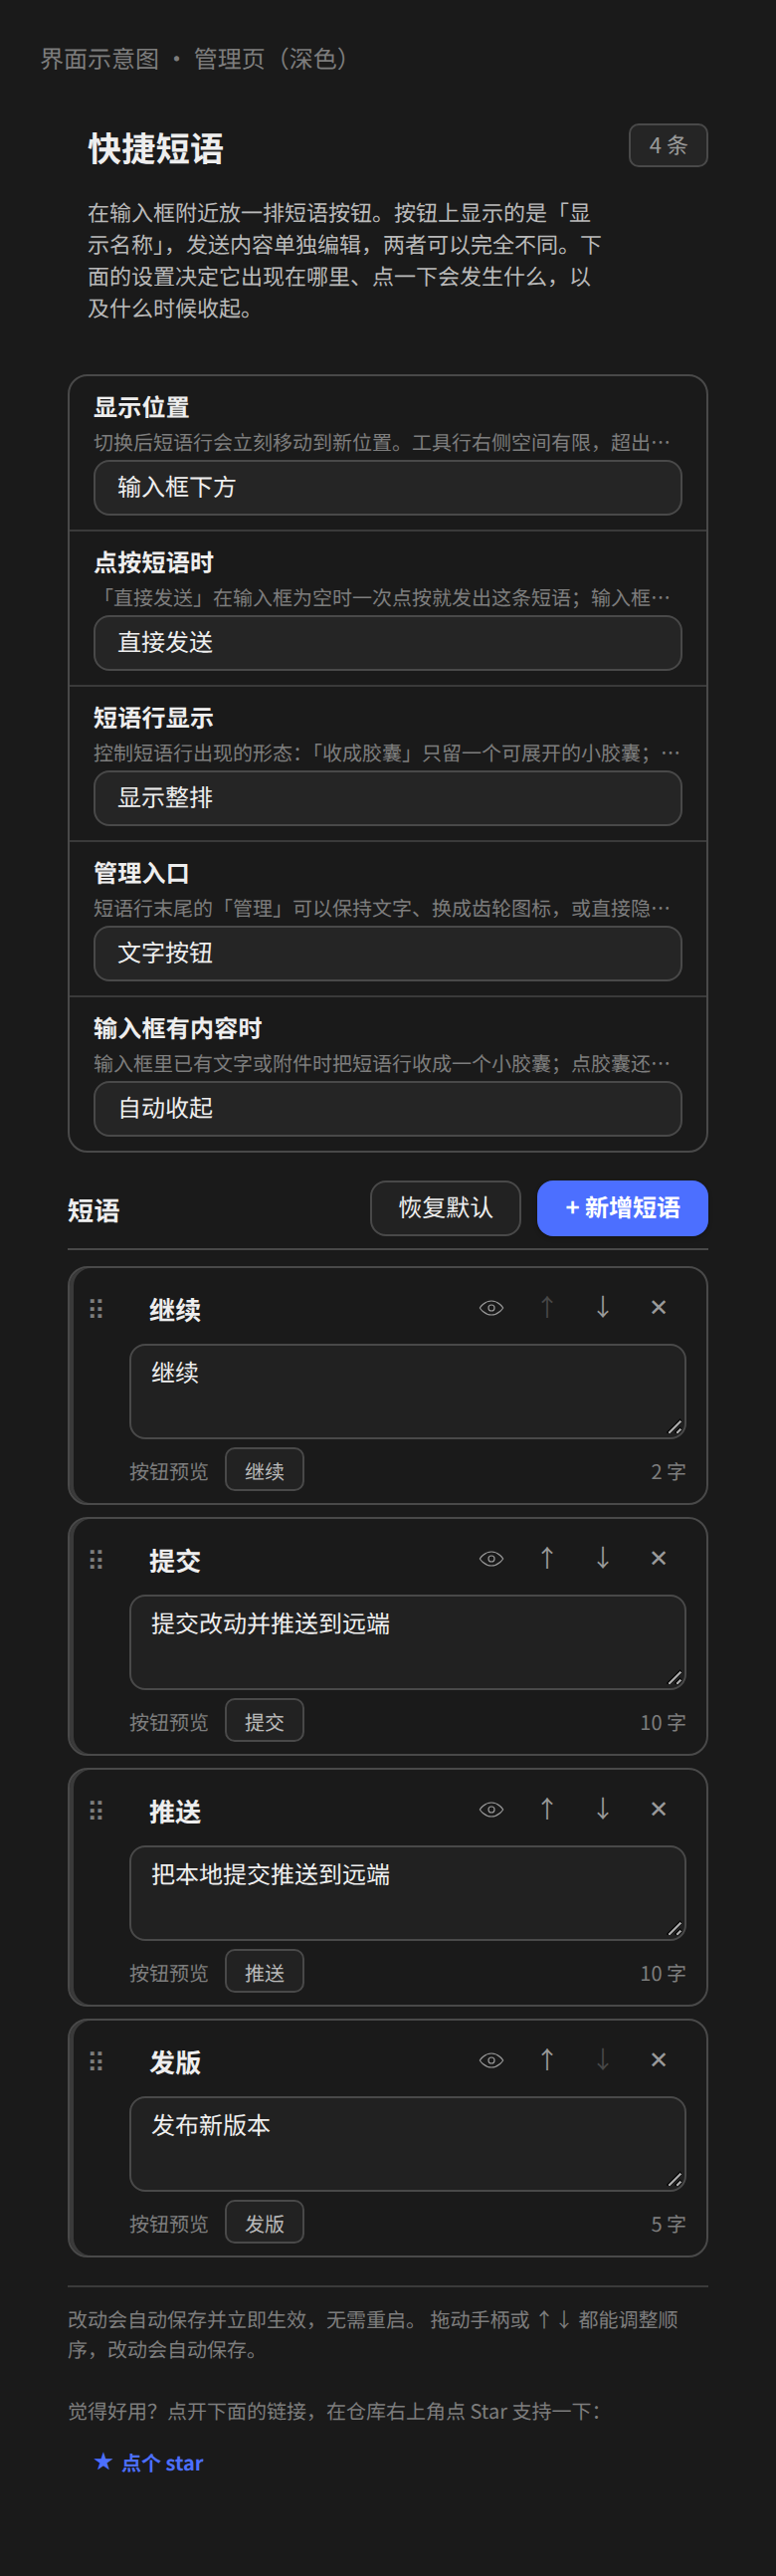 界面示意图 · 管理页（深色）
快捷短语
4 条
在输入框附近放一排短语按钮。按钮上显示的是「显
示名称」，发送内容单独编辑，两者可以完全不同。下
面的设置决定它出现在哪里、点一下会发生什么，以
及什么时候收起。
显示位置
切换后短语行会立刻移动到新位置。工具行右侧空间有限，超出…
输入框下方
点按短语时
「直接发送」在输入框为空时一次点按就发出这条短语；输入框…
直接发送
短语行显示
控制短语行出现的形态：「收成胶囊」只留一个可展开的小胶囊；…
显示整排
管理入口
短语行末尾的「管理」可以保持文字、换成齿轮图标，或直接隐…
文字按钮
输入框有内容时
输入框里已有文字或附件时把短语行收成一个小胶囊；点胶囊还…
自动收起
短语
恢复默认
+ 新增短语
继续
↑ ↓ ✕
继续
按钮预览 继续 2 字
提交
↑ ↓ ✕
提交改动并推送到远端
按钮预览 提交 10 字
推送
↑ ↓ ✕
把本地提交推送到远端
按钮预览 推送 10 字
发版
↑ ↓ ✕
发布新版本
按钮预览 发版 5 字
改动会自动保存并立即生效，无需重启。 拖动手柄或 ↑↓ 都能调整顺
序，改动会自动保存。
觉得好用？点开下面的链接，在仓库右上角点 Star 支持一下：
★ 点个 star